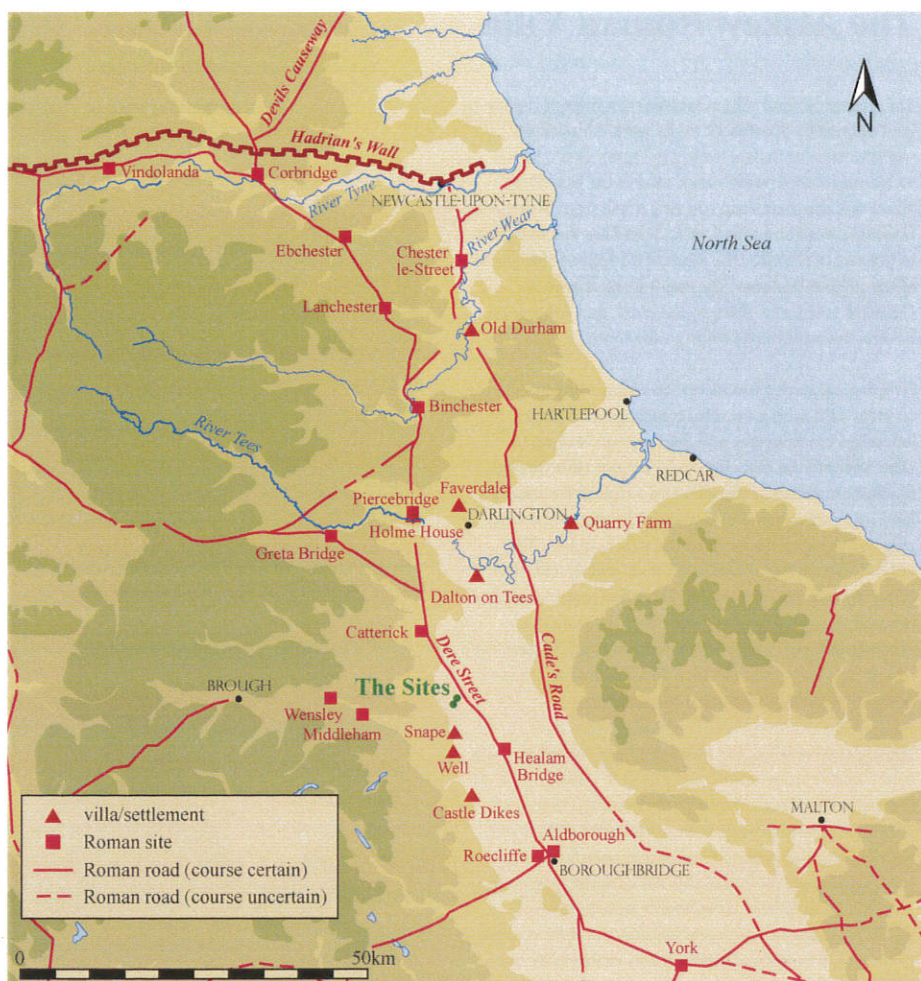 Devils Causeway
N
Hadrian's Wall
Vindolanda
Corbridge
River Tyne
NEWCASTLE-UPON-TYNE
River Wear
Ebchester
Chester
le-Street
North Sea
Lanchester
Old Durham
Binchester
HARTLEPOOL
River Tees
REDCAR
Faverdale
Piercebridge
DARLINGTON
Quarry Farm
Holme House
Greta Bridge
Dalton on Tees
Catterick
Dere Street
Cade's Road
The Sites
BROUGH
Wensley
Middleham
Snape
Well
Healam
Bridge
Castle Dikes
MALTON
Aldborough
Roecliffe
BOROUGHBRIDGE
York
villa/settlement
Roman site
Roman road (course certain)
Roman road (course uncertain)
0
50km